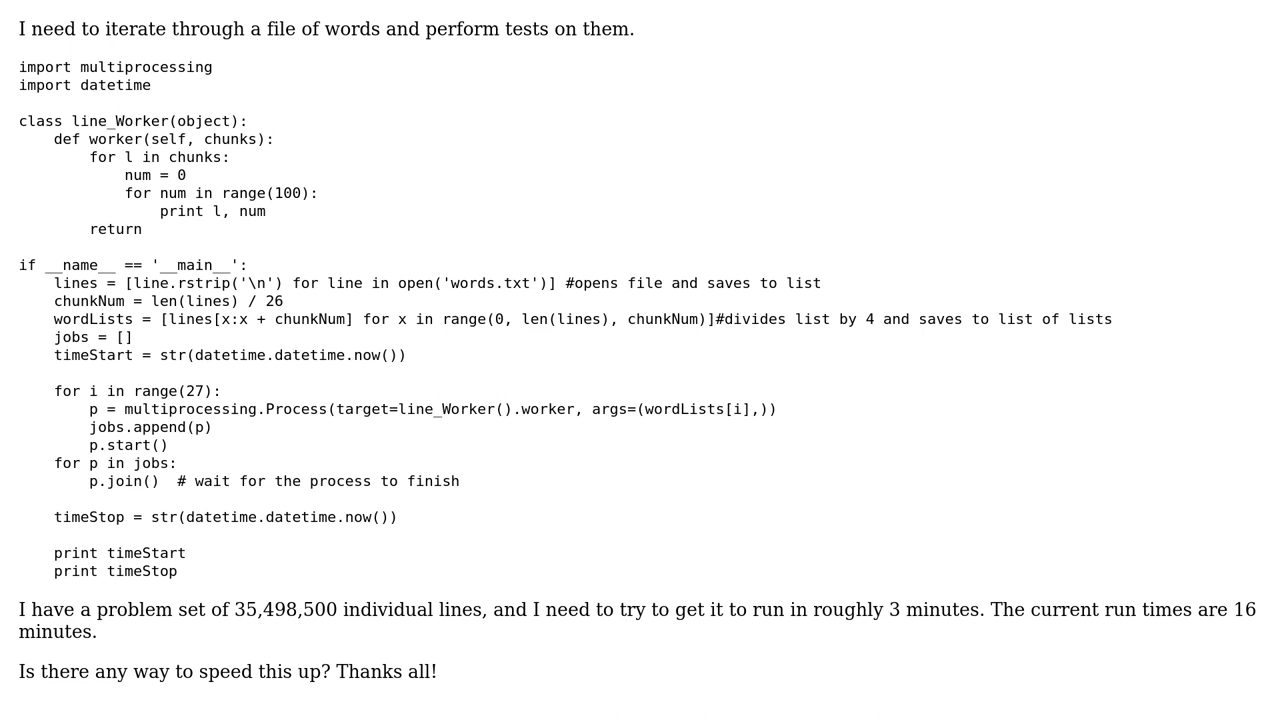 I need to iterate through a file of words and perform tests on them.
import multiprocessing
import datetime
class line_Worker(object):
    def worker(self, chunks):
        for l in chunks:
            num = 0
            for num in range(100):
                print l, num
        return
if __name__ == '__main__':
    lines = [line.rstrip('\n') for line in open('words.txt')] #opens file and saves to list
    chunkNum = len(lines) / 26
    wordLists = [lines[x:x + chunkNum] for x in range(0, len(lines), chunkNum)]#divides list by 4 and saves to list of lists
    jobs = []
    timeStart = str(datetime.datetime.now())
    for i in range(27):
        p = multiprocessing.Process(target=line_Worker().worker, args=(wordLists[i],))
        jobs.append(p)
        p.start()
    for p in jobs:
        p.join()  # wait for the process to finish
    timeStop = str(datetime.datetime.now())
    print timeStart
    print timeStop
I have a problem set of 35,498,500 individual lines, and I need to try to get it to run in roughly 3 minutes. The current run times are 16
minutes.
Is there any way to speed this up? Thanks all!